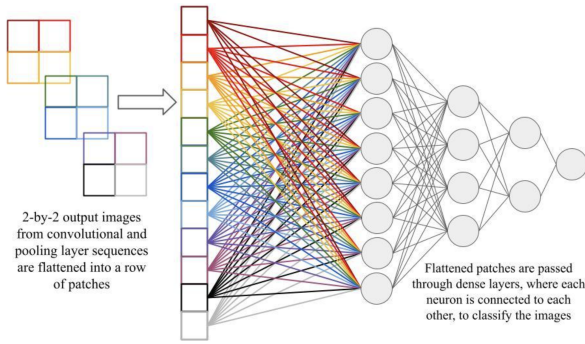 2-by-2 output images
from convolutional and
pooling layer sequences
are flattened into a row
of patches
Flattened patches are passed
through dense layers, where each
neuron is connected to each
other, to classify the images